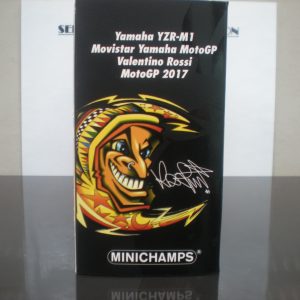 Yamaha YZR-M1
Movistar Yamaha MotoGP
Valentino Rossi
MotoGP 2017
MINICHAMPS®